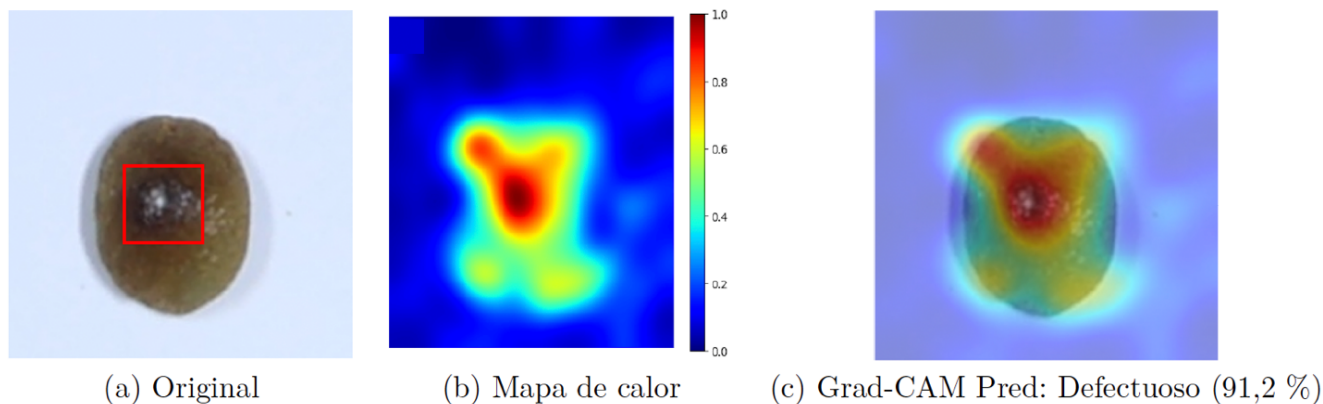 1.0
0.8
0.6
0.4
0.2
0.0
(a) Original
(b) Mapa de calor
(c) Grad-CAM Pred: Defectuoso (91,2 %)